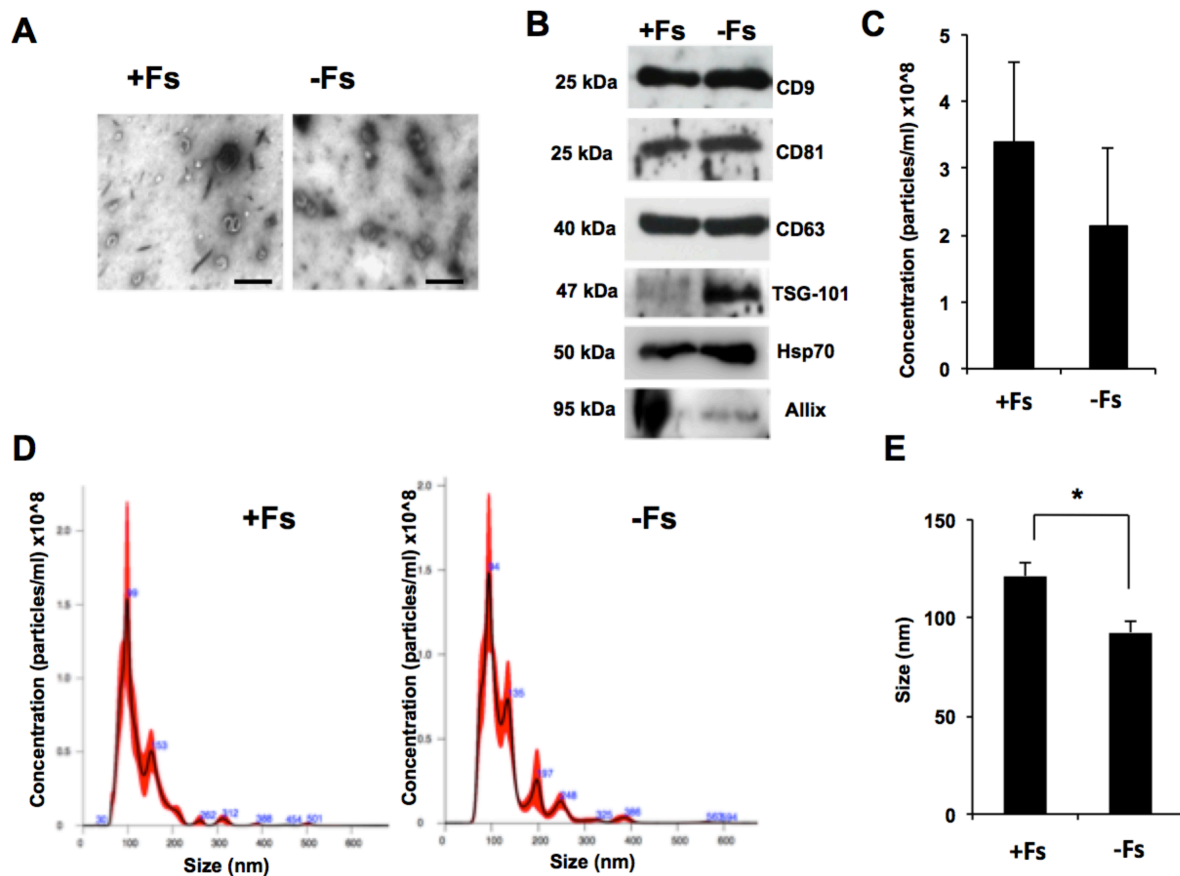 A
+Fs -Fs
B
+Fs -Fs
25 kDa CD9
25 kDa CD81
40 kDa CD63
47 kDa TSG-101
50 kDa Hsp70
95 kDa Allix
C
Concentration (particles/ml) x10^8
5
4
3
2
1
0
+Fs -Fs
D
Concentration (particles/ml) x10^8
+Fs
2.0
1.5
1.0
0.5
0
99
153
30
262
312
388
454
501
0 100 200 300 400 500 600
Size (nm)
Concentration (particles/ml) x10^8
-Fs
1.5
1.0
0.5
0
94
135
197
248
325
386
0 100 200 300 400 500 600
Size (nm)
E
Size (nm)
150
100
50
0
*
+Fs -Fs